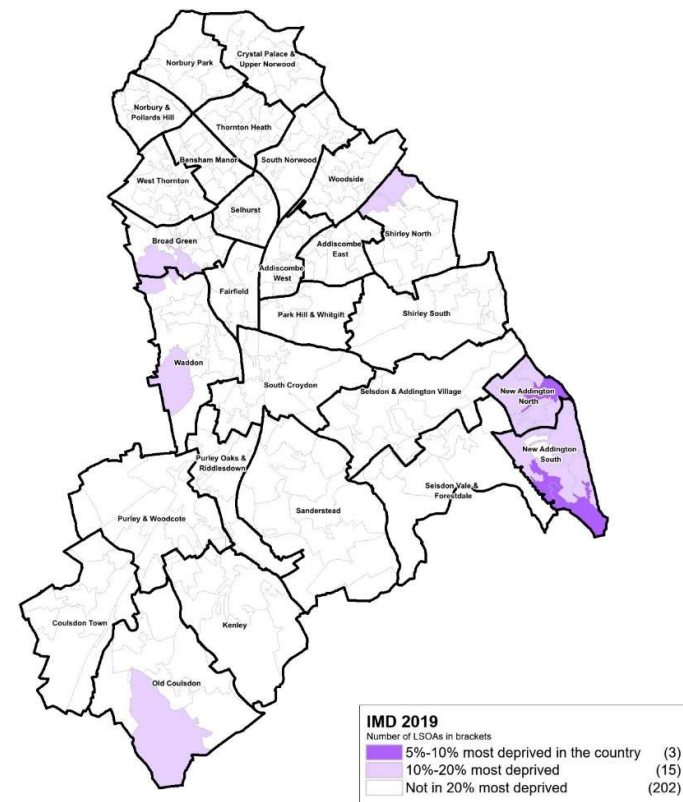 Crystal Palace &
Upper Norwood
Norbury Park
Norbury &
Pollards Hill
Thornton Heath
Bensham Manor
South Norwood
West Thornton
Woodside
Selhurst
Shirley North
Broad Green
Addiscombe
East
Addiscombe
West
Fairfield
Park Hill & Whitgift
Shirley South
Waddon
South Croydon
Selsdon & Addington Village
New Addington
North
New Addington
South
Purley Oaks &
Riddlesdown
Selsdon Vale &
Forestdale
Sanderstead
Purley & Woodcote
Coulsdon Town
Kenley
Old Coulsdon
IMD 2019
Number of LSOAs in brackets
5%-10% most deprived in the country (3)
10%-20% most deprived (15)
Not in 20% most deprived (202)